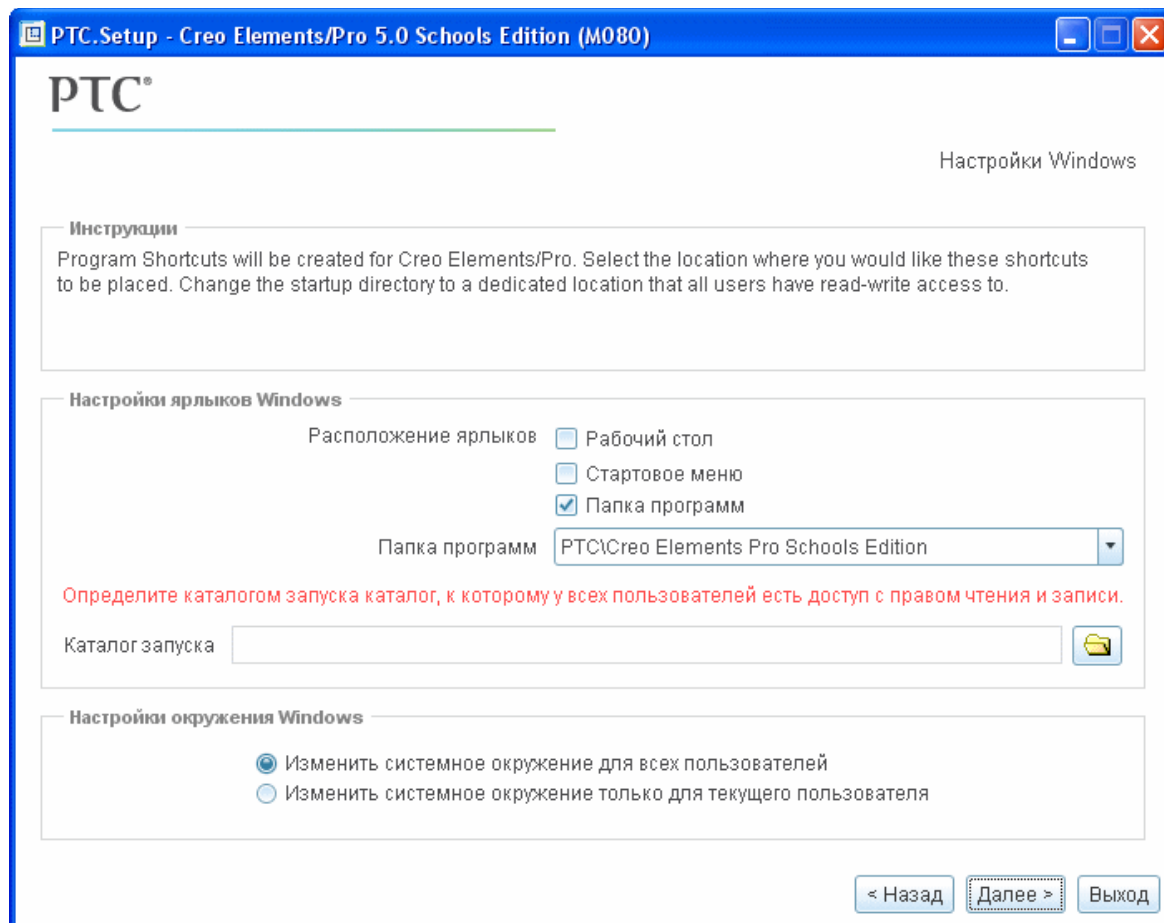 PTC.Setup - Creo Elements/Pro 5.0 Schools Edition (M080)
PTC®
Настройки Windows
Инструкции
Program Shortcuts will be created for Creo Elements/Pro. Select the location where you would like these shortcuts
to be placed. Change the startup directory to a dedicated location that all users have read-write access to.
Настройки ярлыков Windows
Расположение ярлыков Рабочий стол
Стартовое меню
Папка программ
Папка программ PTC\Creo Elements Pro Schools Edition
Определите каталогом запуска каталог, к которому у всех пользователей есть доступ с правом чтения и записи.
Каталог запуска
Настройки окружения Windows
Изменить системное окружение для всех пользователей
Изменить системное окружение только для текущего пользователя
< Назад Далее > Выход